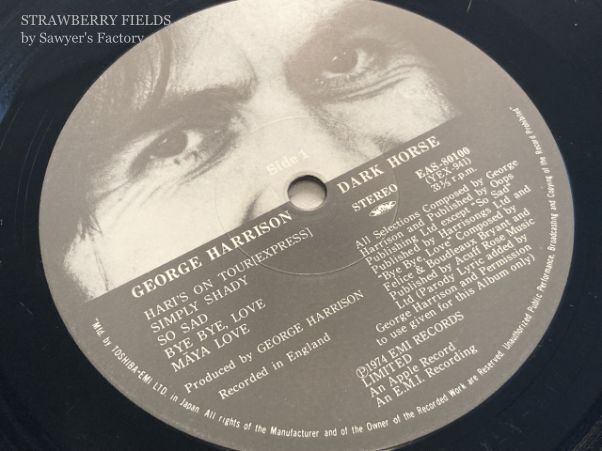 STRAWBERRY FIELDS
by Sawyer's Factory
Side 1
GEORGE HARRISON
DARK HORSE
HARI'S ON TOUR[EXPRESS]
SIMPLY SHADY
SO SAD
BYE BYE, LOVE
MĀYA LOVE
Produced by GEORGE HARRISON
Recorded in England
STEREO
EAS-80100
(YEX 941)
33⅓ r.p.m.
All Selections Composed by George
Harrison and Published by Oops
Publishing Ltd except "So Sad"
Published by Harrisongs Ltd and
"Bye Bye, Love" Composed by
Felice & Boudleaux Bryant and
Published by Acuff Rose Music
Ltd (Parody Lyric added by
George Harrison and Permission
to use given for this Album only)
Ⓟ1974 EMI RECORDS
LIMITED
An Apple Record
An E.M.I. Recording
"Mfd. by TOSHIBA-EMI LTD. in Japan. All rights of the Manufacturer and of the Owner of the Recorded Work are Reserved. Unauthorized Public Performance, Broadcasting and Copying of this Record Prohibited"